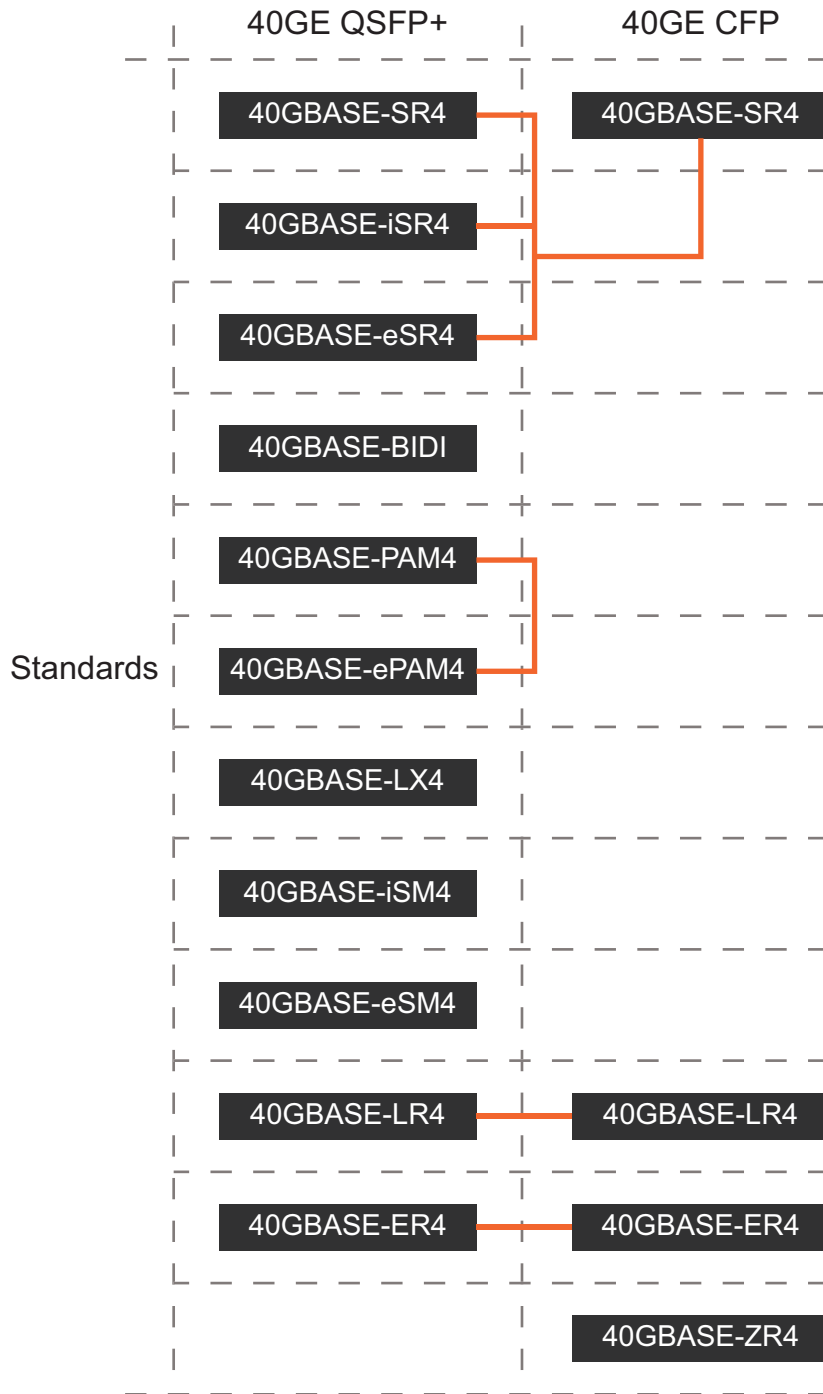 40GE QSFP+ 40GE CFP
40GBASE-SR4 40GBASE-SR4
40GBASE-iSR4
40GBASE-eSR4
40GBASE-BIDI
40GBASE-PAM4
Standards 40GBASE-ePAM4
40GBASE-LX4
40GBASE-iSM4
40GBASE-eSM4
40GBASE-LR4 40GBASE-LR4
40GBASE-ER4 40GBASE-ER4
40GBASE-ZR4